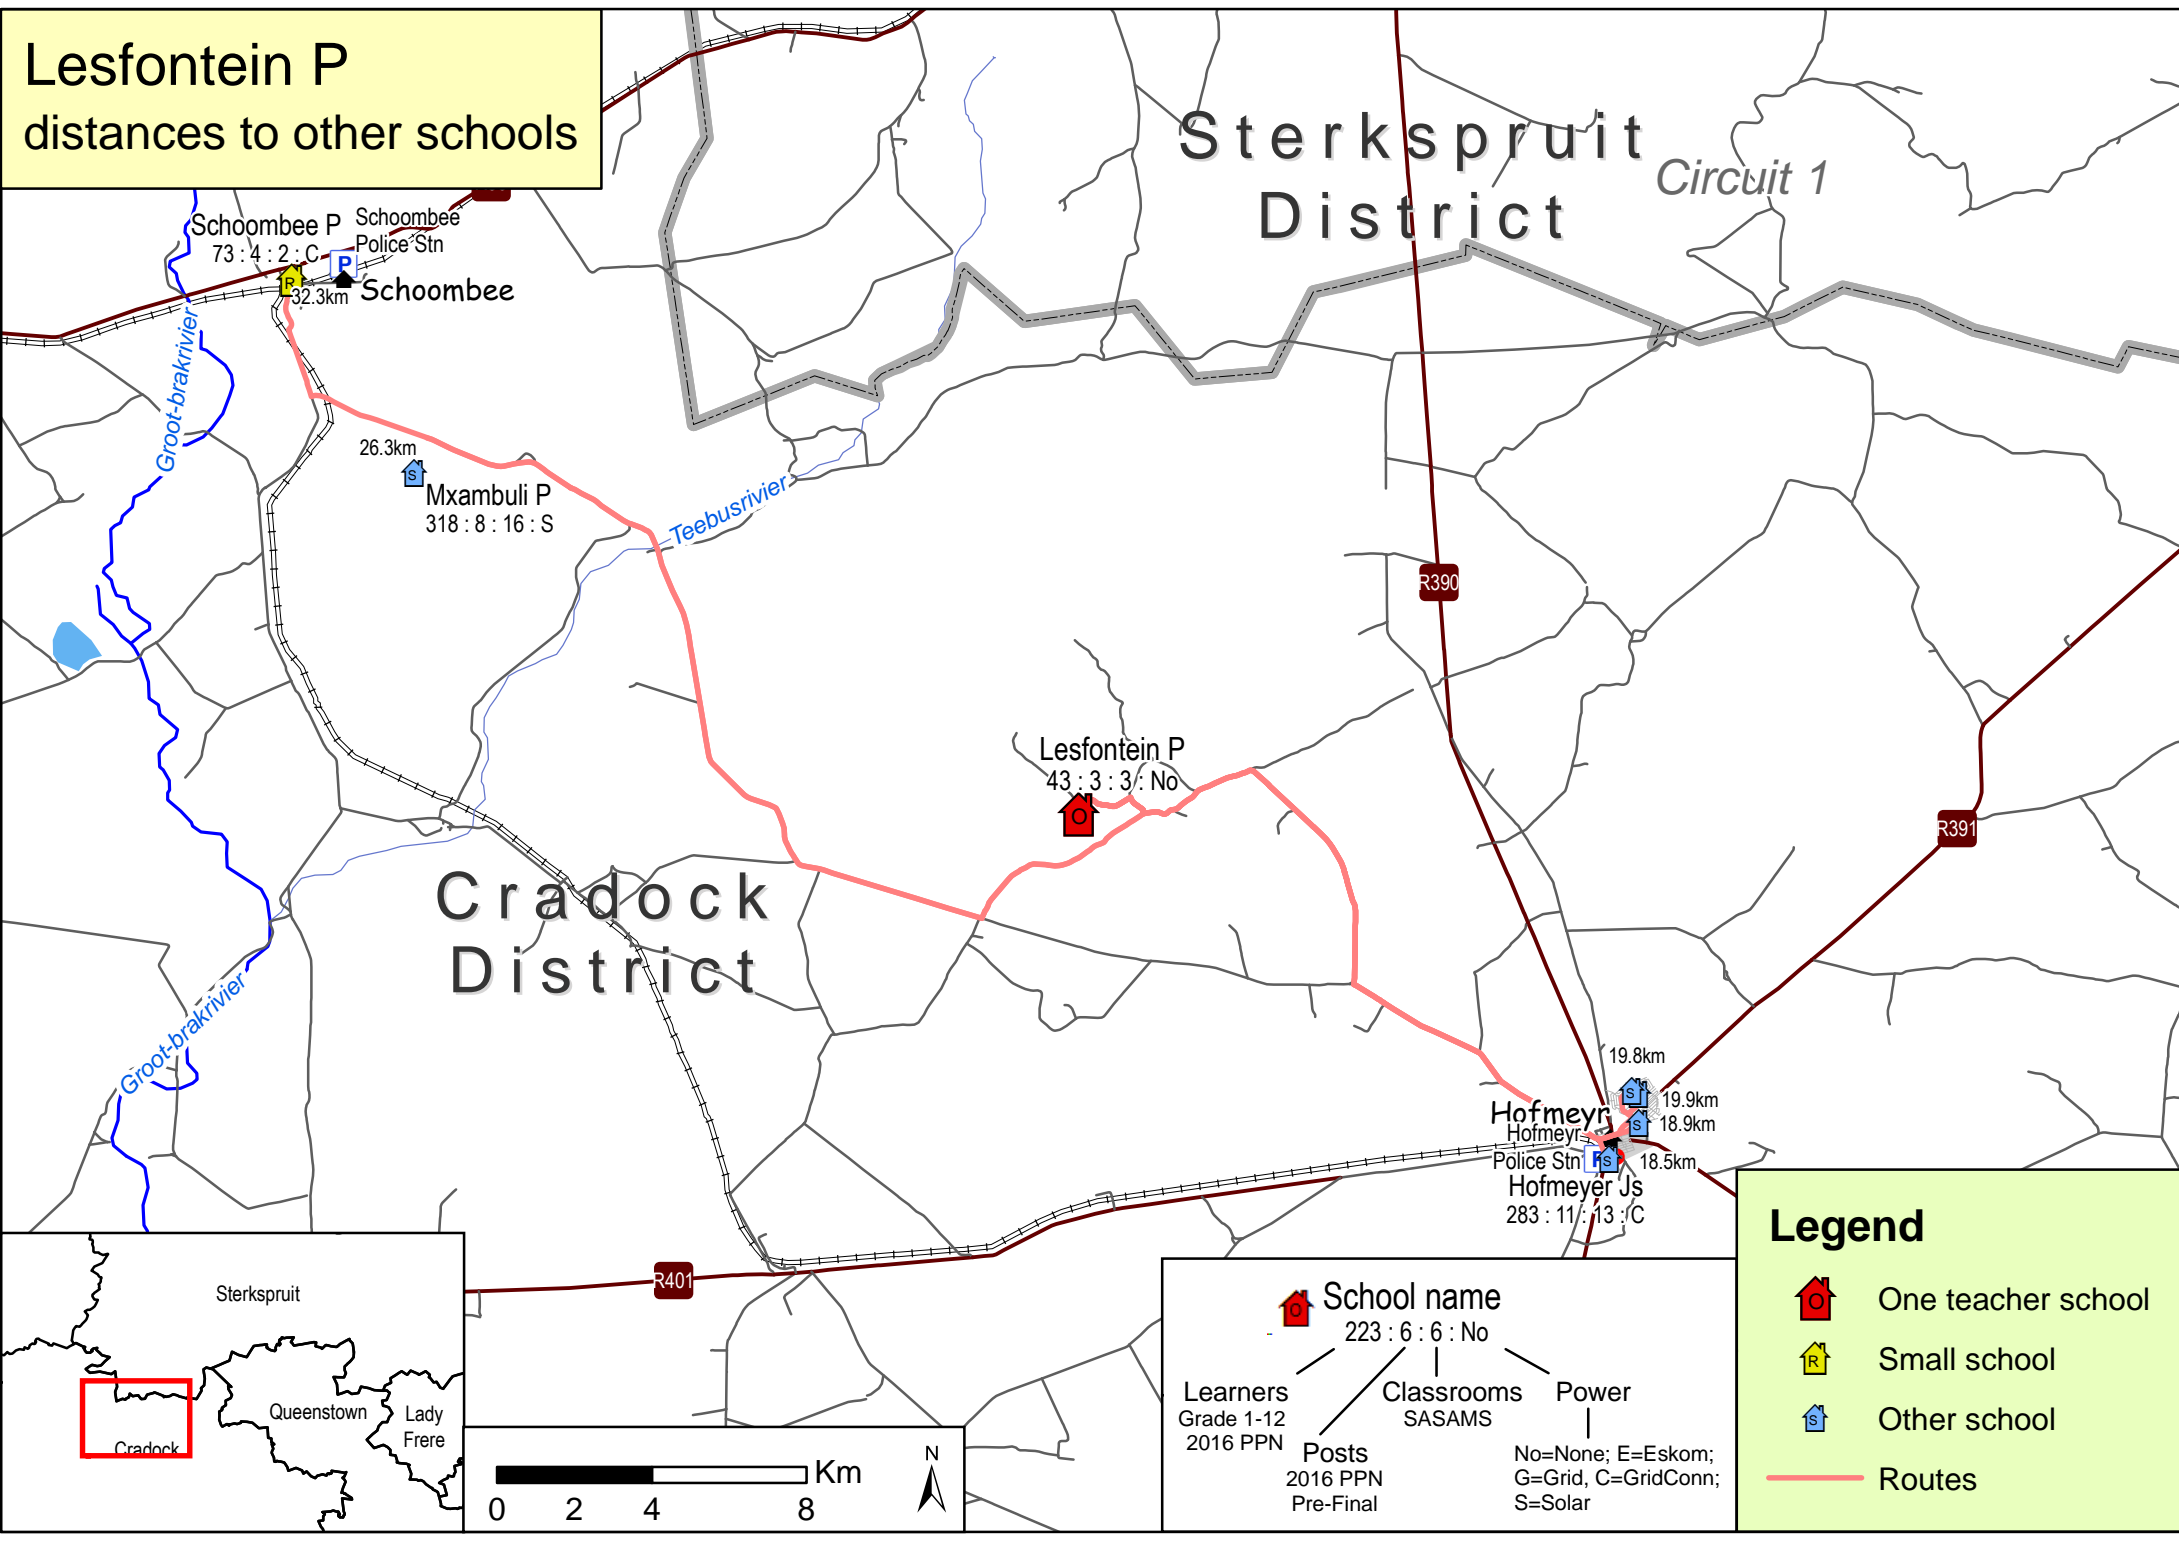 Lesfontein P
distances to other schools
Sterkspruit
District
Circuit 1
Schoombee P
73 : 4 : 2 : C
Schoombee
Police Stn
P
R
32.3km
Schoombee
Groot-brakrivier
26.3km
S
Mxambuli P
318 : 8 : 16 : S
Teebusrivier
R390
Lesfontein P
43 : 3 : 3 : No
O
R391
Cradock
District
Groot-brakrivier
19.8km
S
19.9km
Hofmeyr
S
18.9km
Hofmeyr
Police Stn
S
18.5km
Hofmeyer Js
283 : 11 : 13 : C
R401
Sterkspruit
Queenstown
Lady
Frere
Cradock
Km
0 2 4 8
N
O
School name
223 : 6 : 6 : No
Learners
Grade 1-12
2016 PPN
Posts
2016 PPN
Pre-Final
Classrooms
SASAMS
Power
No=None; E=Eskom;
G=Grid, C=GridConn;
S=Solar
Legend
O One teacher school
R Small school
S Other school
Routes